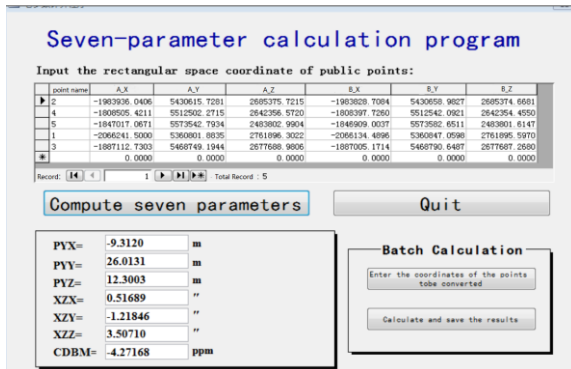 Seven-parameter calculation program
Input the rectangular space coordinate of public points:
point name A_X A_Y A_Z B_X B_Y B_Z
2 -1983936.0406 5430615.7281 2685375.7215 -1983828.7084 5430658.9827 2685374.6681
4 -1808505.4211 5512502.2715 2642356.5720 -1808397.7260 5512542.0921 2642354.4550
5 -1847017.0671 5573542.7934 2483802.9904 -1846909.0037 5573582.6511 2483801.6147
1 -2066241.5000 5360801.8835 2761896.3022 -2066134.4896 5360847.0598 2761895.5970
3 -1887112.7303 5468749.1944 2677688.9806 -1887005.1714 5468790.6487 2677687.2680
0.0000 0.0000 0.0000 0.0000 0.0000 0.0000
Record: 1 Total Record : 5
Compute seven parameters Quit
PYX= -9.3120 m
PYY= 26.0131 m
PYZ= 12.3003 m
XZX= 0.51689 "
XZY= -1.21846 "
XZZ= 3.50710 "
CDBM= -4.27168 ppm
Batch Calculation
Enter the coordinates of the points
tobe converted
Calculate and save the results